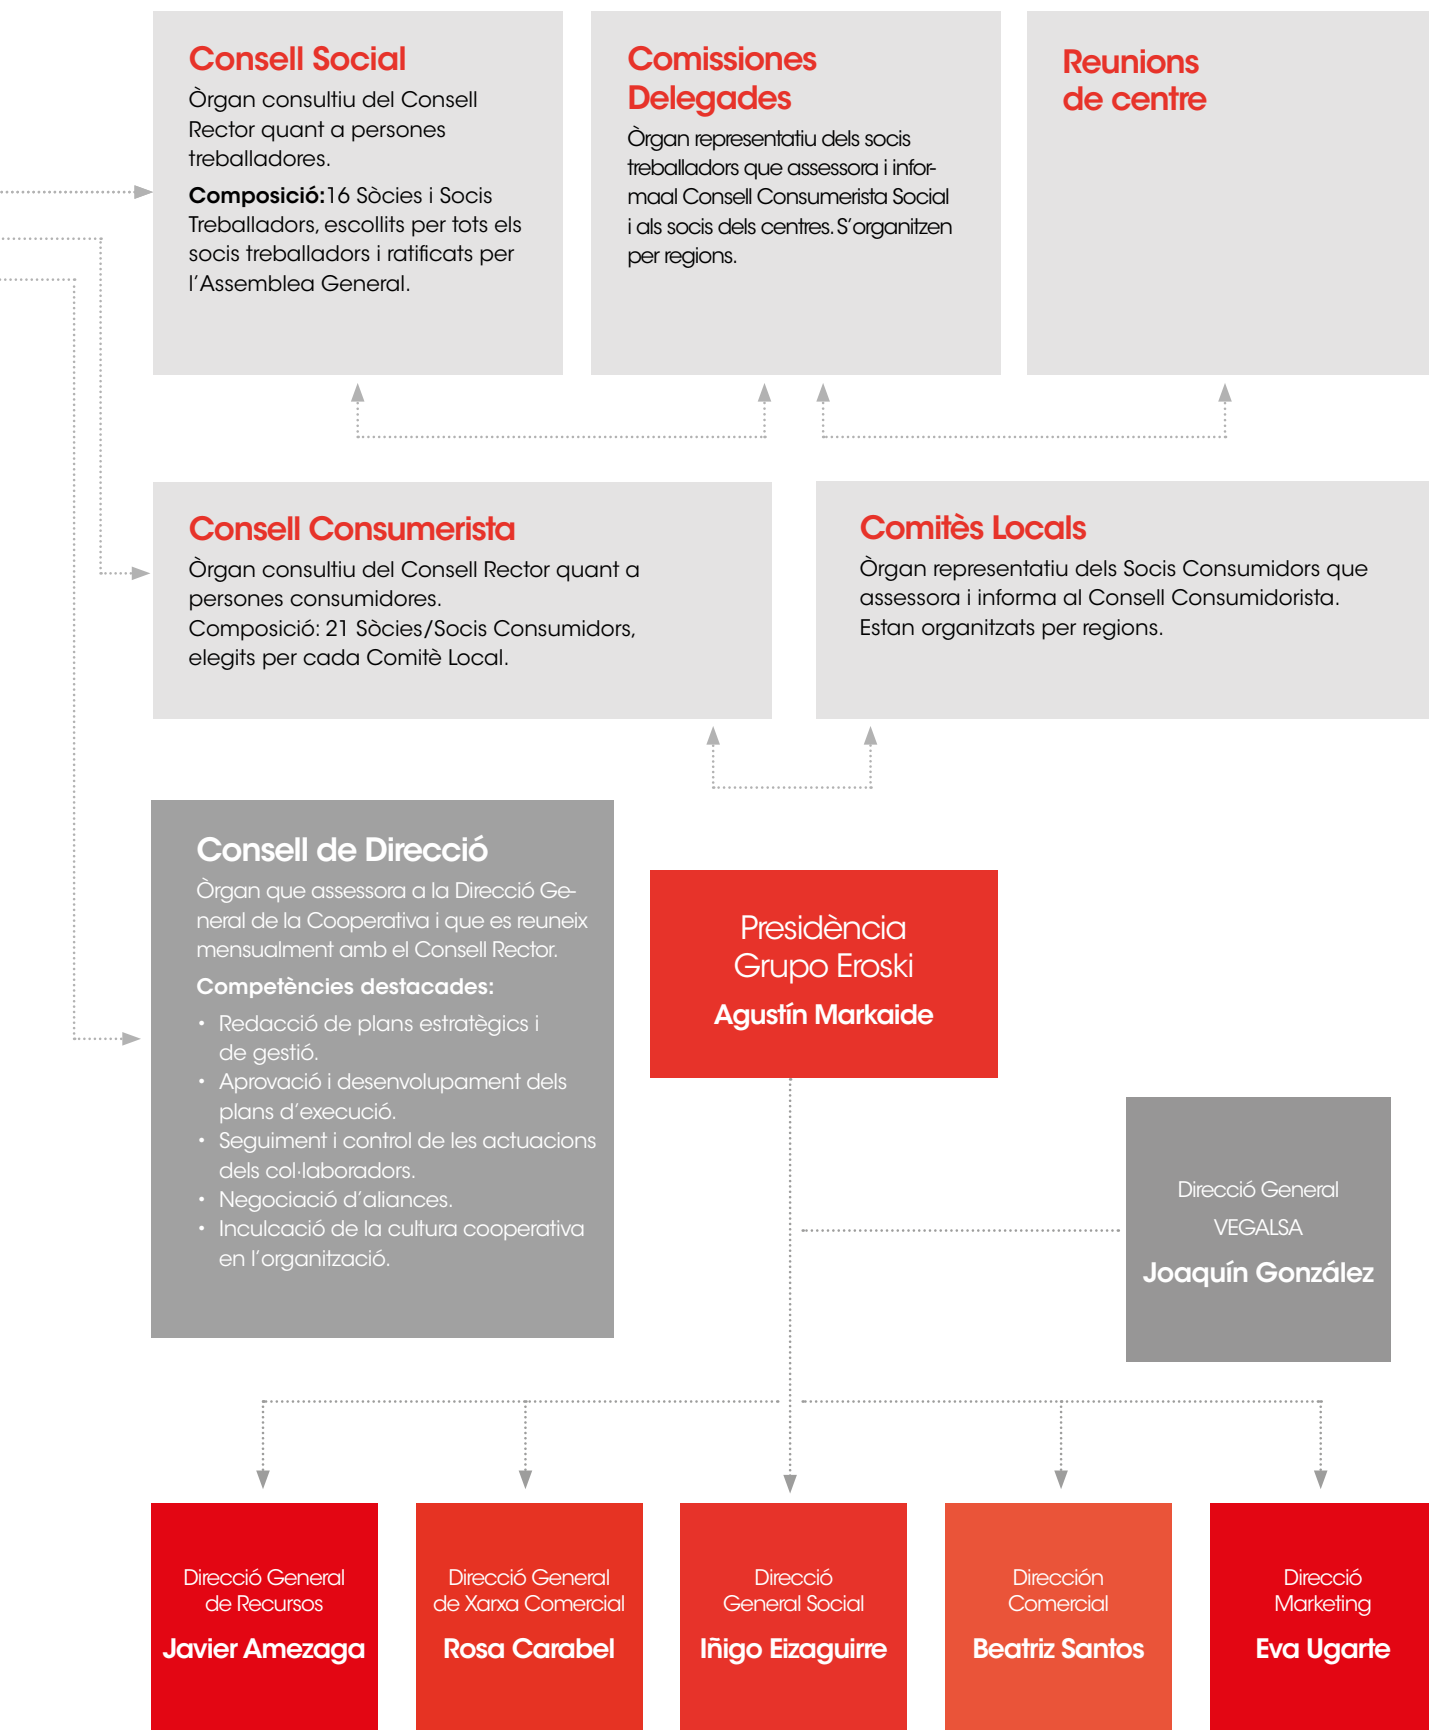 Consell Social
Òrgan consultiu del Consell
Rector quant a persones
treballadores.
Composició:16 Sòcies i Socis
Treballadors, escollits per tots els
socis treballadors i ratificats per
l’Assemblea General.
Comissiones
Delegades
Òrgan representatiu dels socis
treballadors que assessora i infor-
maal Consell Consumerista Social
i als socis dels centres. S’organitzen
per regions.
Reunions
de centre
Consell Consumerista
Òrgan consultiu del Consell Rector quant a
persones consumidores.
Composició: 21 Sòcies/Socis Consumidors,
elegits per cada Comitè Local.
Comitès Locals
Òrgan representatiu dels Socis Consumidors que
assessora i informa al Consell Consumidorista.
Estan organitzats per regions.
Consell de Direcció
Òrgan que assessora a la Direcció Ge-
neral de la Cooperativa i que es reuneix
mensualment amb el Consell Rector.
Competències destacades:
• Redacció de plans estratègics i
de gestió.
• Aprovació i desenvolupament dels
plans d’execució.
• Seguiment i control de les actuacions
dels col·laboradors.
• Negociació d’aliances.
• Inculcació de la cultura cooperativa
en l’organització.
Presidència
Grupo Eroski
Agustín Markaide
Direcció General
VEGALSA
Joaquín González
Direcció General
de Recursos
Javier Amezaga
Direcció General
de Xarxa Comercial
Rosa Carabel
Direcció
General Social
Iñigo Eizaguirre
Dirección
Comercial
Beatriz Santos
Direcció
Marketing
Eva Ugarte